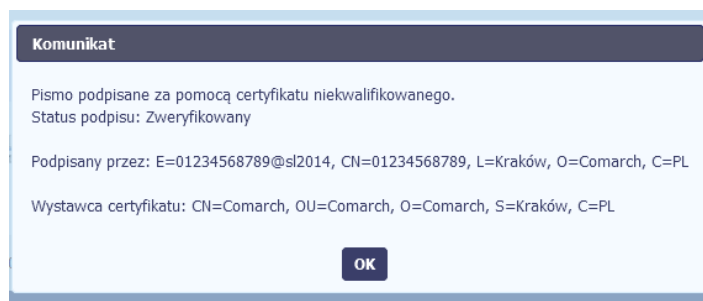 Komunikat
Pismo podpisane za pomocą certyfikatu niekwalifikowanego.
Status podpisu: Zweryfikowany
Podpisany przez: E=01234568789@sl2014, CN=01234568789, L=Kraków, O=Comarch, C=PL
Wystawca certyfikatu: CN=Comarch, OU=Comarch, O=Comarch, S=Kraków, C=PL
OK